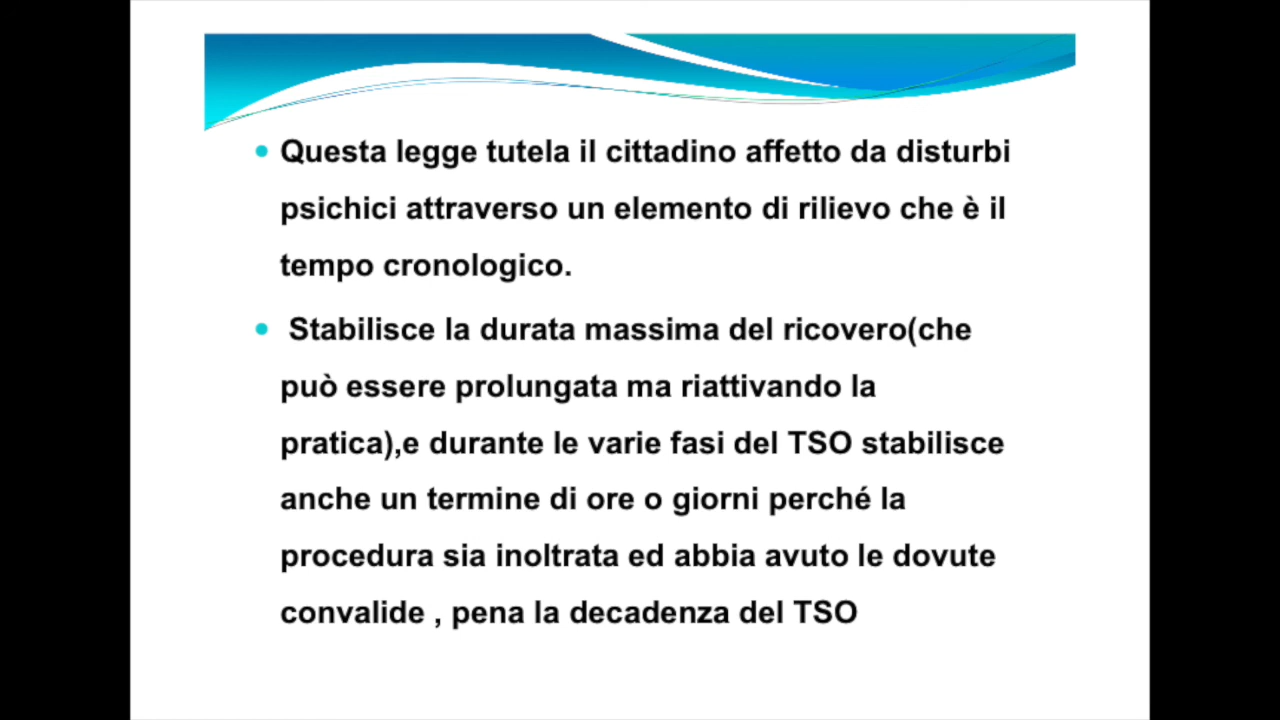 • Questa legge tutela il cittadino affetto da disturbi
psichici attraverso un elemento di rilievo che è il
tempo cronologico.
• Stabilisce la durata massima del ricovero(che
può essere prolungata ma riattivando la
pratica),e durante le varie fasi del TSO stabilisce
anche un termine di ore o giorni perché la
procedura sia inoltrata ed abbia avuto le dovute
convalide , pena la decadenza del TSO